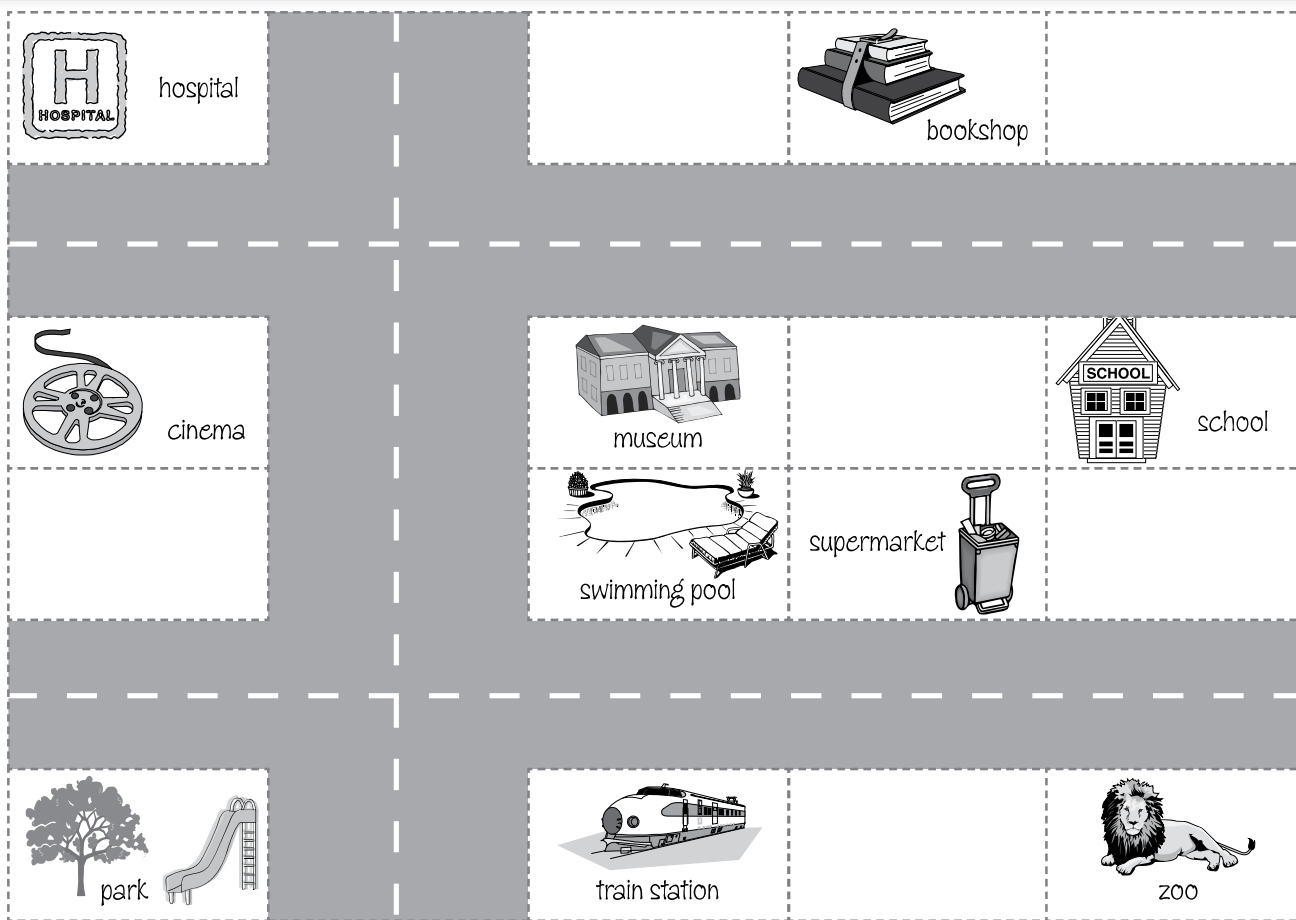 H
HOSPITAL
hospital
bookshop
cinema
museum
SCHOOL
school
swimming pool
supermarket
park
train station
zoo